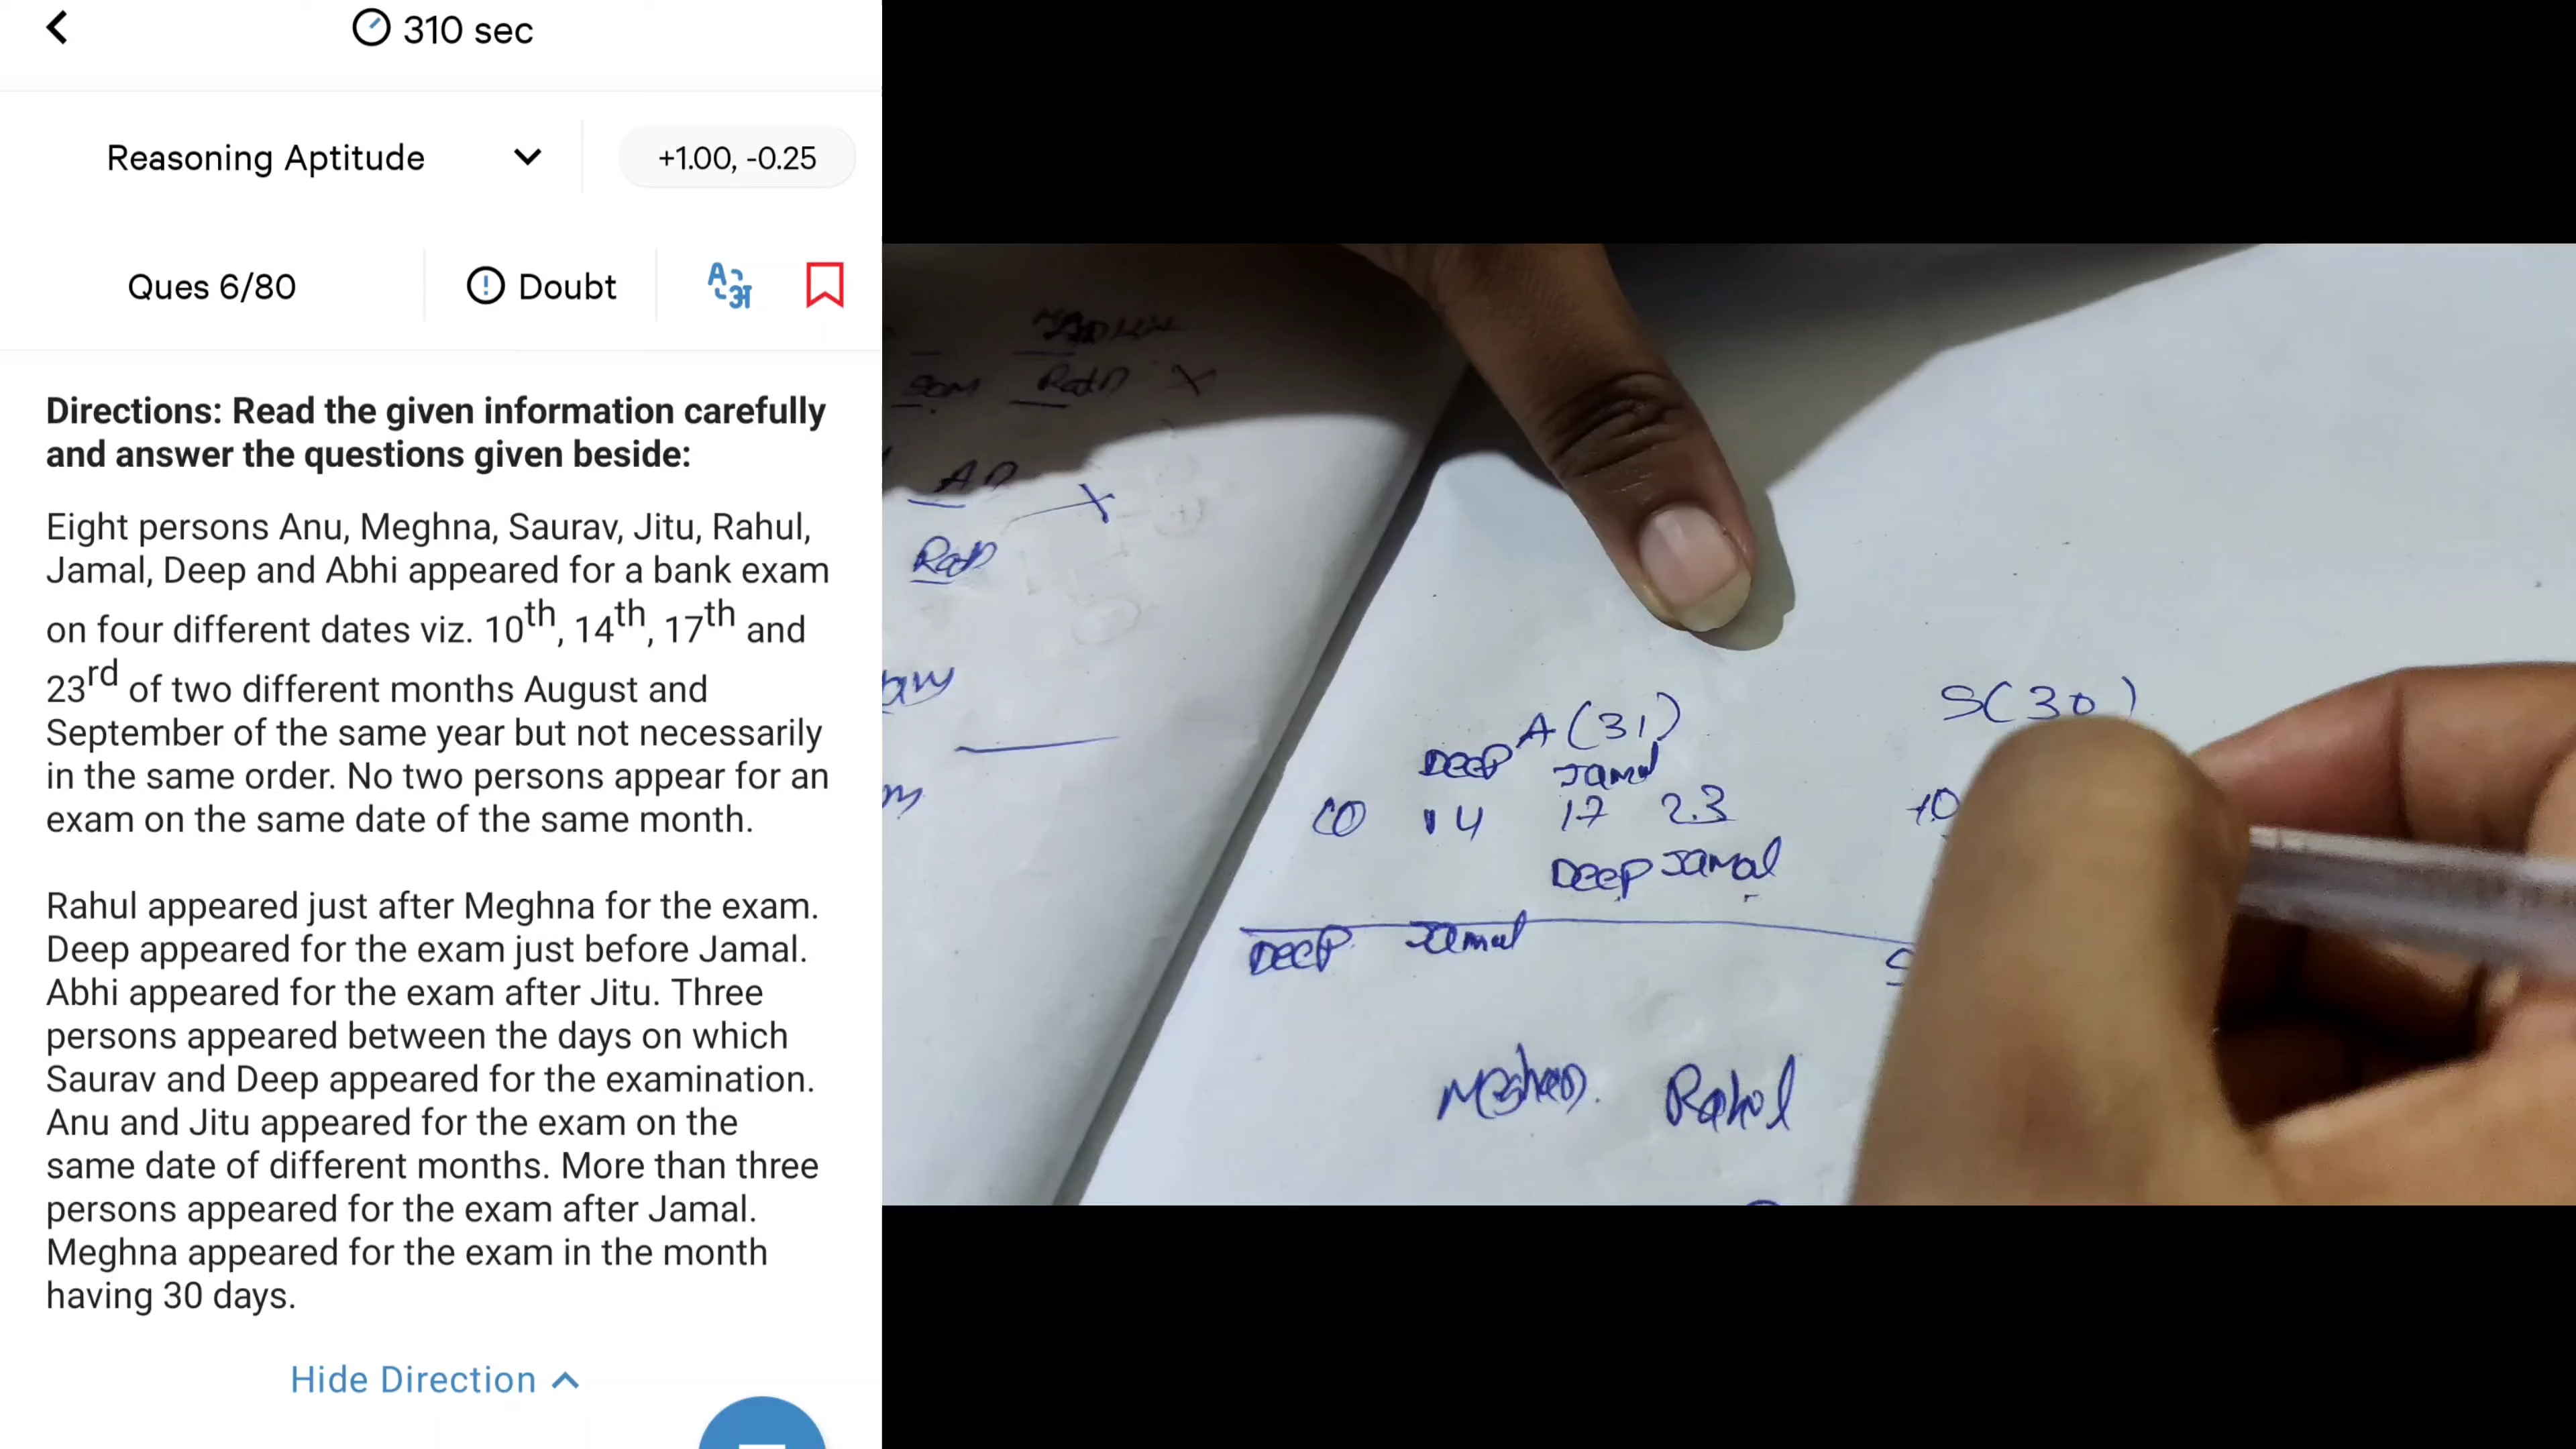 310 sec
Reasoning Aptitude
+1.00, -0.25
Ques 6/80
Doubt
Directions: Read the given information carefully
and answer the questions given beside:
Eight persons Anu, Meghna, Saurav, Jitu, Rahul,
Jamal, Deep and Abhi appeared for a bank exam
on four different dates viz. 10th, 14th, 17th and
23rd of two different months August and
September of the same year but not necessarily
in the same order. No two persons appear for an
exam on the same date of the same month.
Rahul appeared just after Meghna for the exam.
Deep appeared for the exam just before Jamal.
Abhi appeared for the exam after Jitu. Three
persons appeared between the days on which
Saurav and Deep appeared for the examination.
Anu and Jitu appeared for the exam on the
same date of different months. More than three
persons appeared for the exam after Jamal.
Meghna appeared for the exam in the month
having 30 days.
Hide Direction
Som
A(31) S(30)
Deep Jamal
10 14 17 23 10
Deep Jamal
Deep Jamal S
Rahul